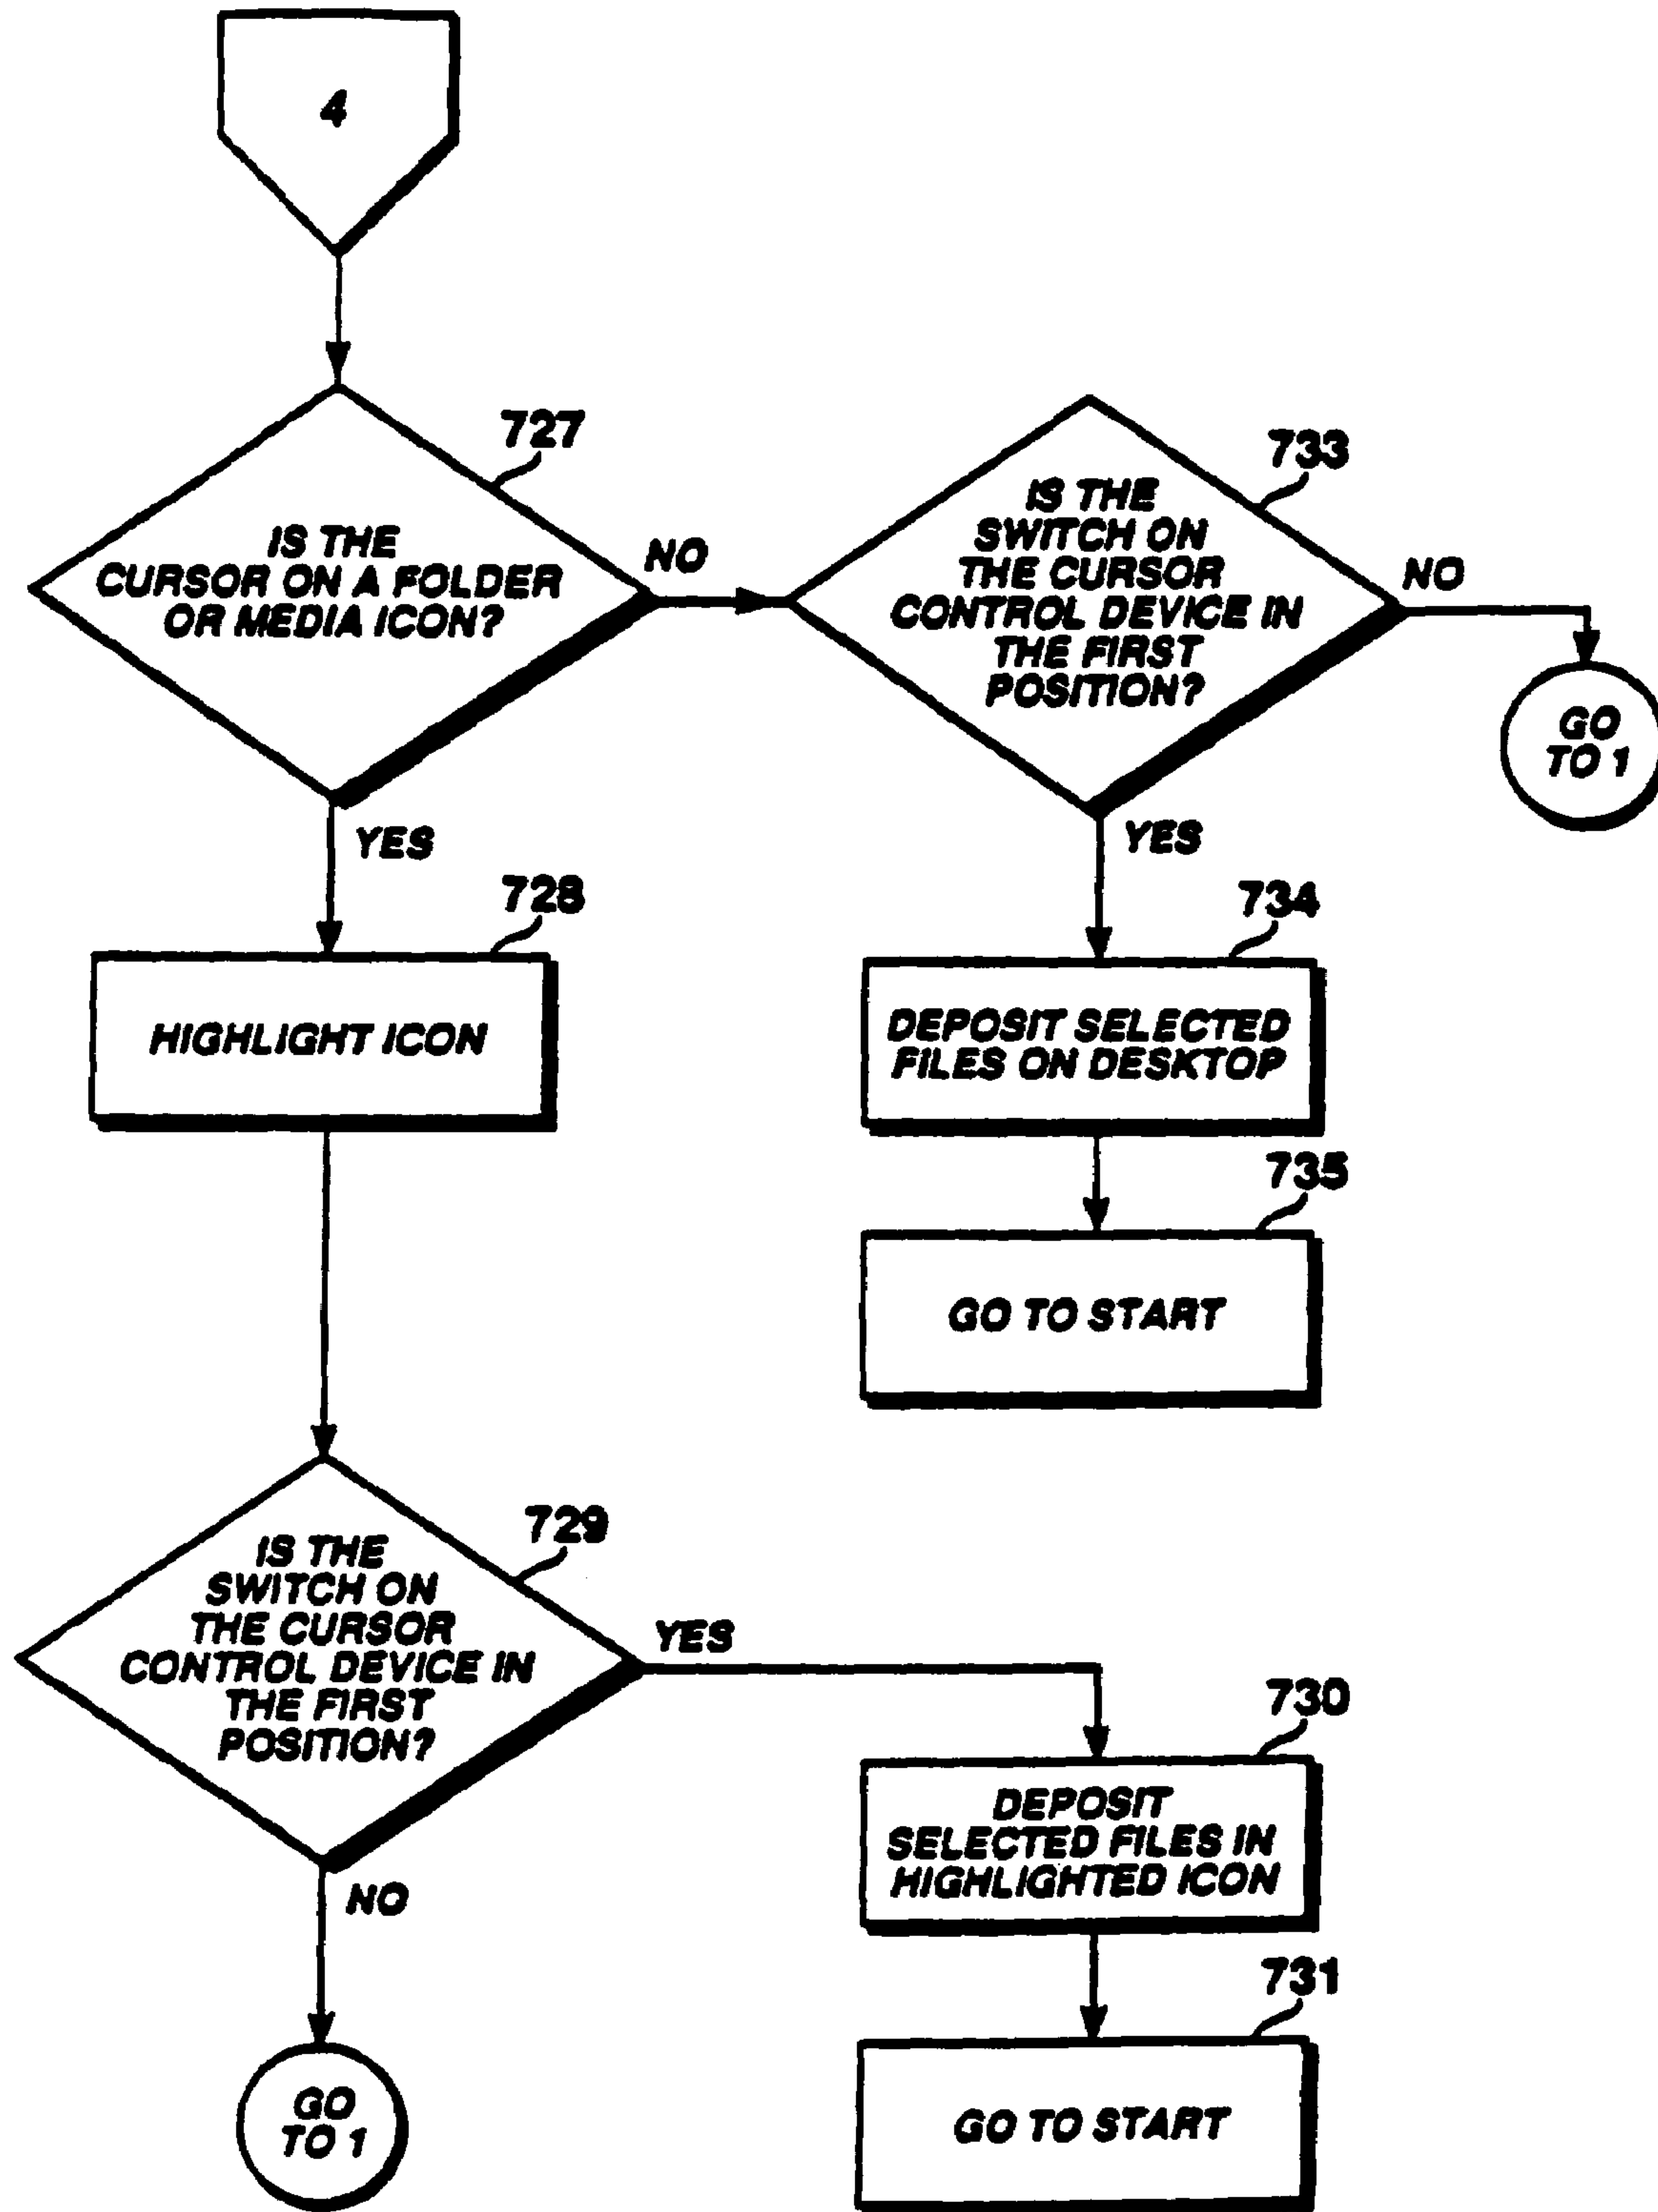 4
727
IS THE
CURSOR ON A FOLDER
OR MEDIA ICON?
NO
YES
733
IS THE
SWITCH ON
THE CURSOR
CONTROL DEVICE IN
THE FIRST
POSITION?
NO
GO
TO 1
YES
728
HIGHLIGHT ICON
734
DEPOSIT SELECTED
FILES ON DESKTOP
735
GO TO START
729
IS THE
SWITCH ON
THE CURSOR
CONTROL DEVICE IN
THE FIRST
POSITION?
YES
NO
730
DEPOSIT
SELECTED FILES IN
HIGHLIGHTED ICON
731
GO TO START
GO
TO 1